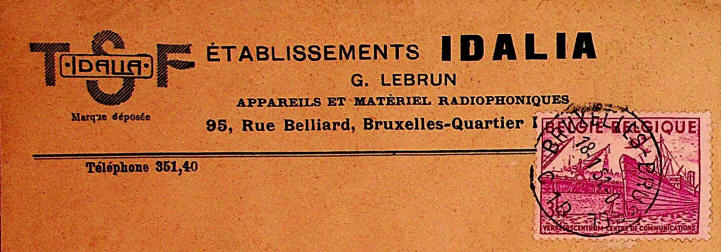 TSF
IDALIA
Marque déposée
ÉTABLISSEMENTS IDALIA
G. LEBRUN
APPAREILS ET MATÉRIEL RADIOPHONIQUES
95, Rue Belliard, Bruxelles-Quartier
Téléphone 351,40
BELGIE-BELGIQUE
VERKEERSCENTRUM-CENTRE DE COMMUNICATIONS
BRUXELLES